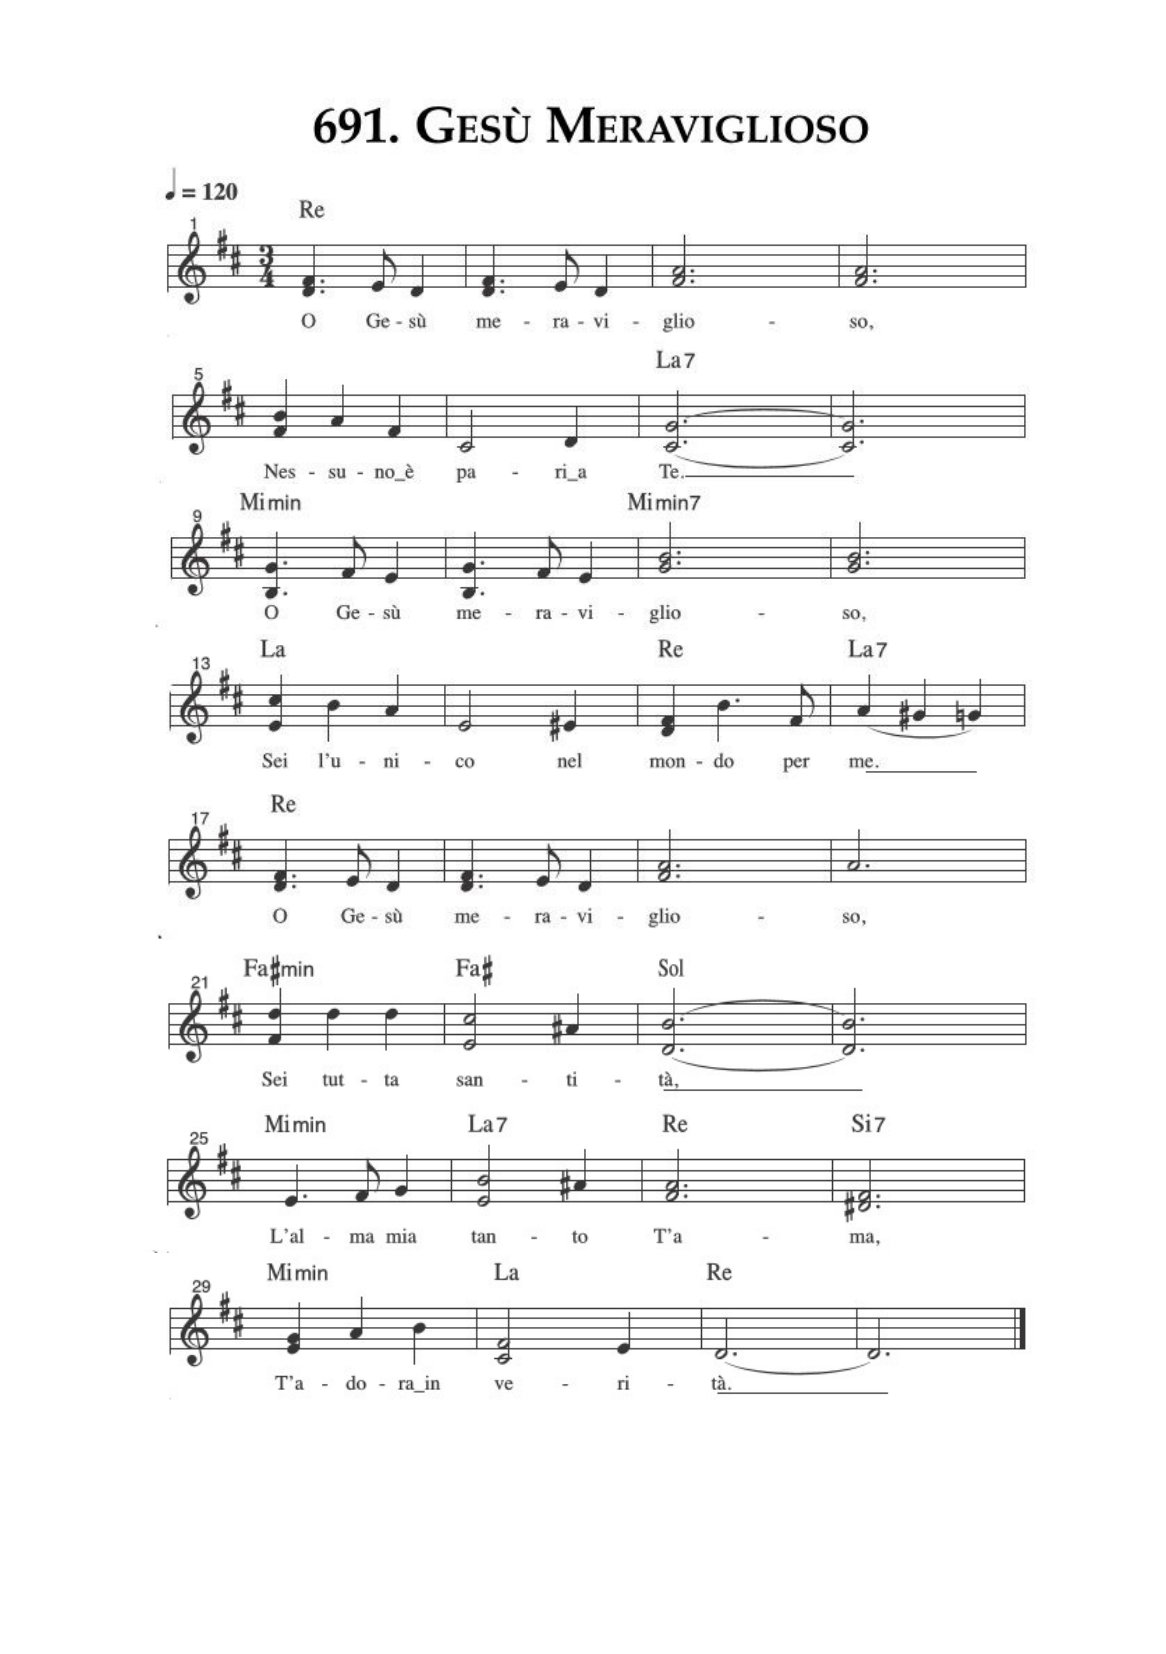 691. GESÙ MERAVIGLIOSO
♩ = 120
Re
1
3
4
O Ge - sù me - ra - vi - glio - so,
La7
5
Nes - su - no_è pa - ri_a Te.
Mimin Mimin7
9
O Ge - sù me - ra - vi - glio - so,
La Re La7
13
Sei l'u - ni - co nel mon - do per me.
Re
17
O Ge - sù me - ra - vi - glio - so,
Fa♯min Fa♯ Sol
21
Sei tut - ta san - ti - tà,
Mimin La7 Re Si7
25
L'al - ma mia tan - to T'a - ma,
Mimin La Re
29
T'a - do - ra_in ve - ri - tà.